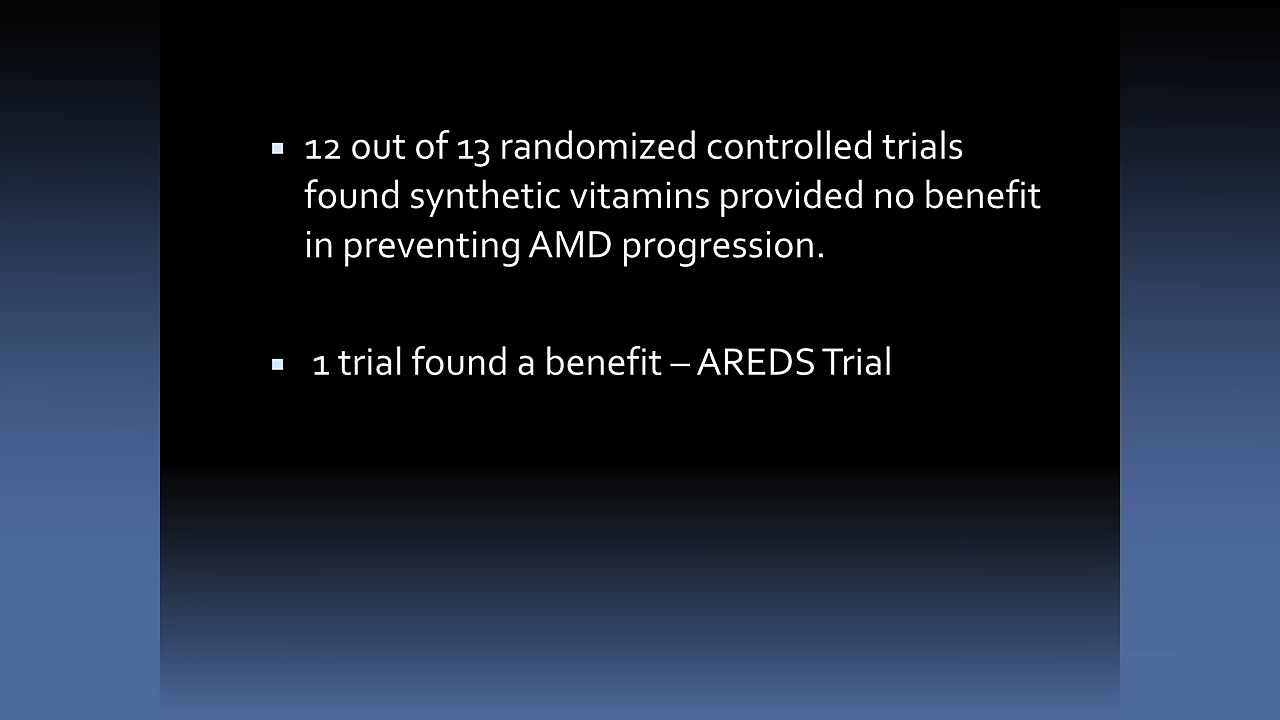 ▪ 12 out of 13 randomized controlled trials
found synthetic vitamins provided no benefit
in preventing AMD progression.
▪ 1 trial found a benefit – AREDS Trial